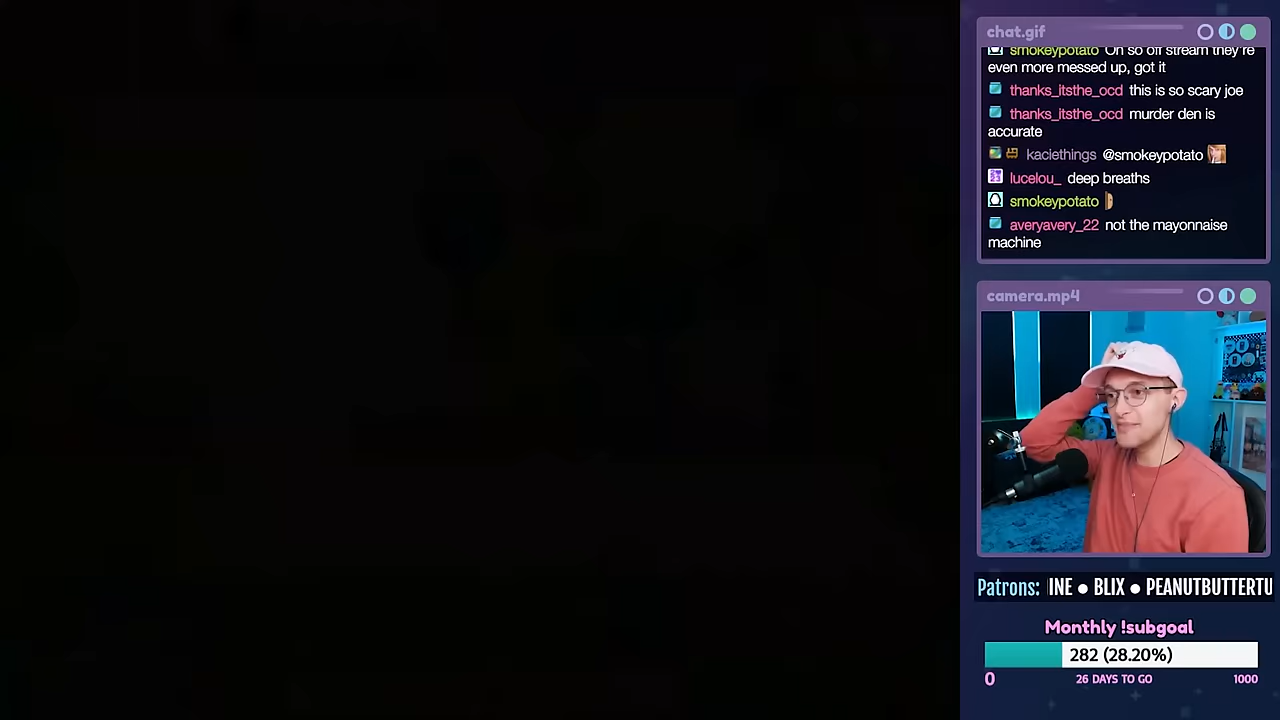 chat.gif
smokeypotato Oh so off stream they're
even more messed up, got it
thanks_itsthe_ocd this is so scary joe
thanks_itsthe_ocd murder den is
accurate
kaciethings @smokeypotato
lucelou_ deep breaths
smokeypotato
averyavery_22 not the mayonnaise
machine
camera.mp4
Patrons: INE ● BLIX ● PEANUTBUTTERTU
Monthly !subgoal
282 (28.20%)
0 26 DAYS TO GO 1000